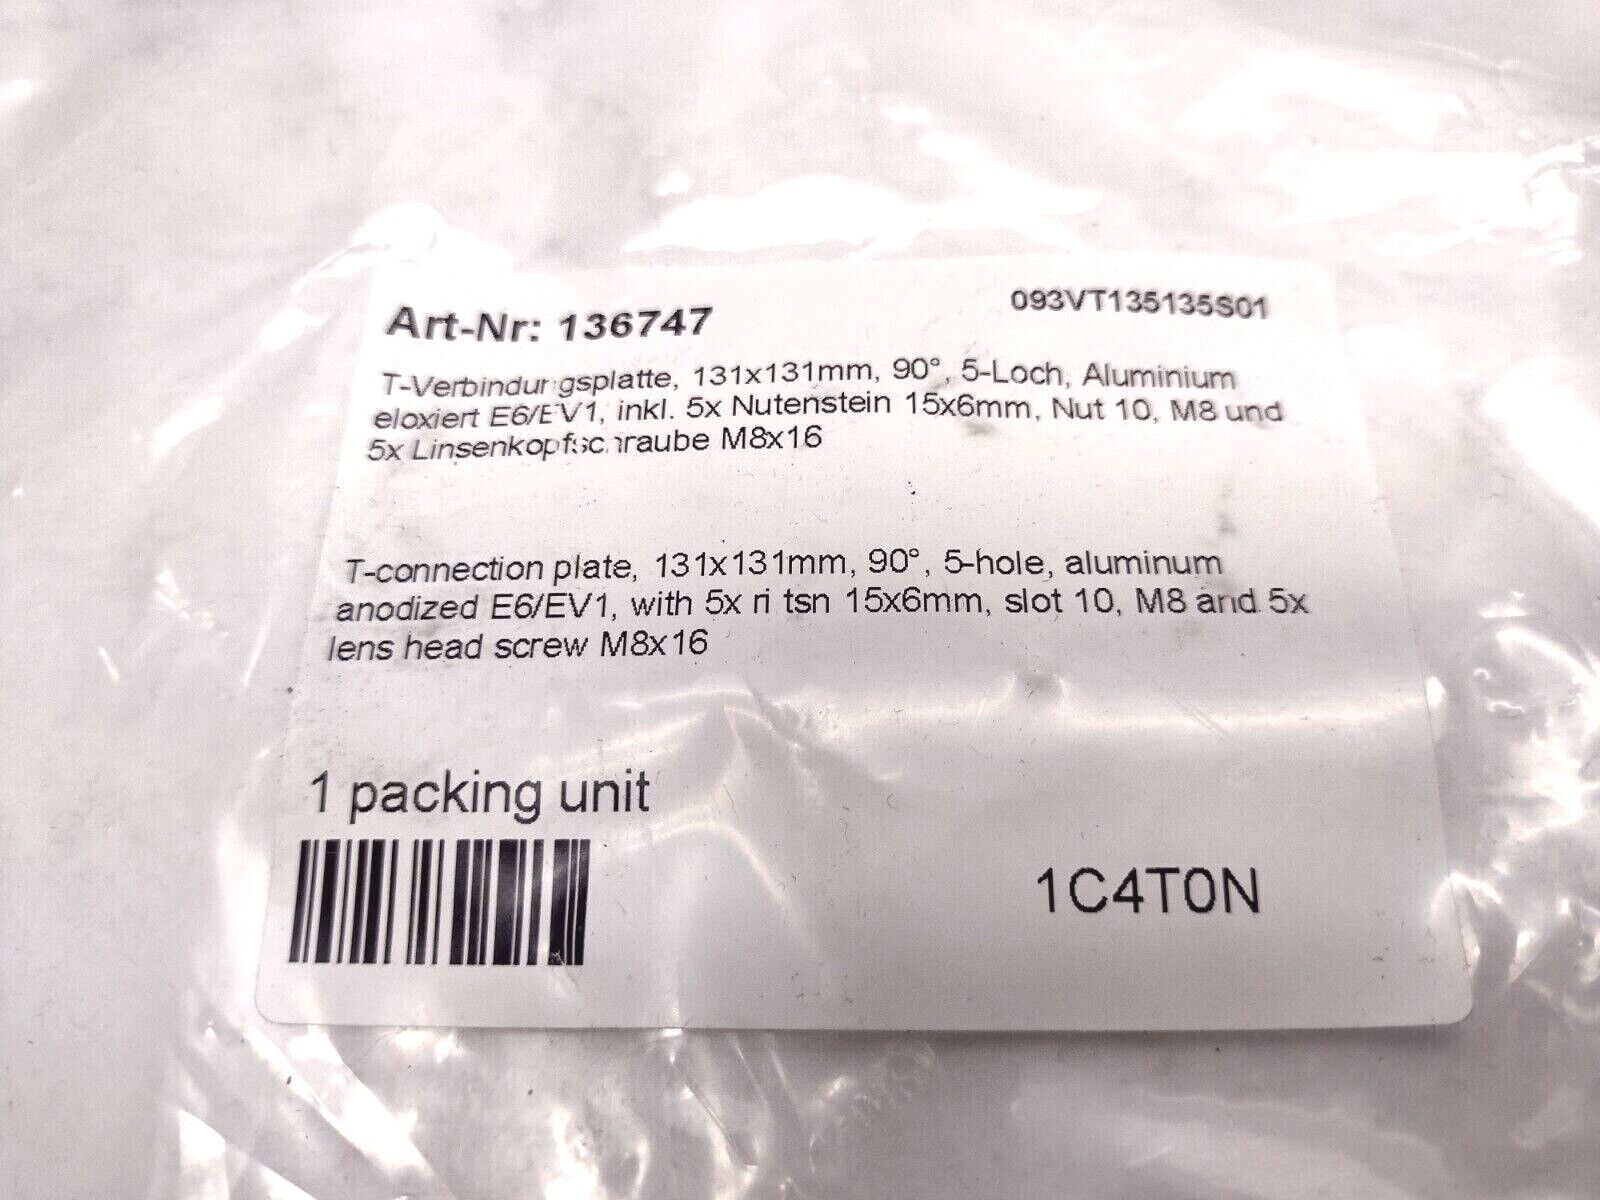 Art-Nr: 136747
093VT135135S01
T-Verbindungsplatte, 131x131mm, 90°, 5-Loch, Aluminium
eloxiert E6/EV1, inkl. 5x Nutenstein 15x6mm, Nut 10, M8 und
5x Linsenkopfschraube M8x16
T-connection plate, 131x131mm, 90°, 5-hole, aluminum
anodized E6/EV1, with 5x tsn 15x6mm, slot 10, M8 and 5x
lens head screw M8x16
1 packing unit
1C4T0N